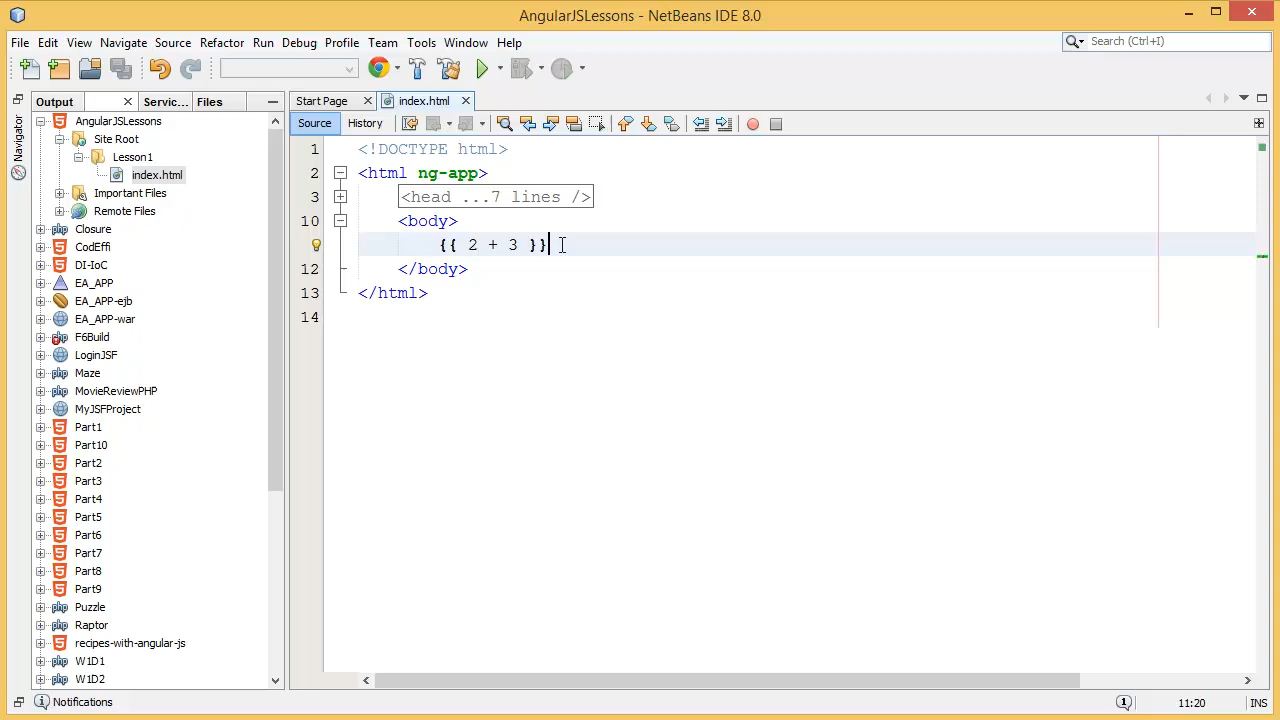 AngularJSLessons - NetBeans IDE 8.0
File Edit View Navigate Source Refactor Run Debug Profile Team Tools Window Help
Search (Ctrl+I)
Output Servic... Files
Start Page index.html
Source History
Navigator
AngularJSLessons
Site Root
Lesson1
index.html
Important Files
Remote Files
Closure
CodEffi
DI-IoC
EA_APP
EA_APP-ejb
EA_APP-war
F6Build
LoginJSF
Maze
MovieReviewPHP
MyJSFProject
Part1
Part10
Part2
Part3
Part4
Part5
Part6
Part7
Part8
Part9
Puzzle
Raptor
recipes-with-angular-js
W1D1
W1D2
1 <!DOCTYPE html>
2 <html ng-app>
3 <head ...7 lines />
10 <body>
{{ 2 + 3 }}
12 </body>
13 </html>
14
Notifications
1
11:20
INS